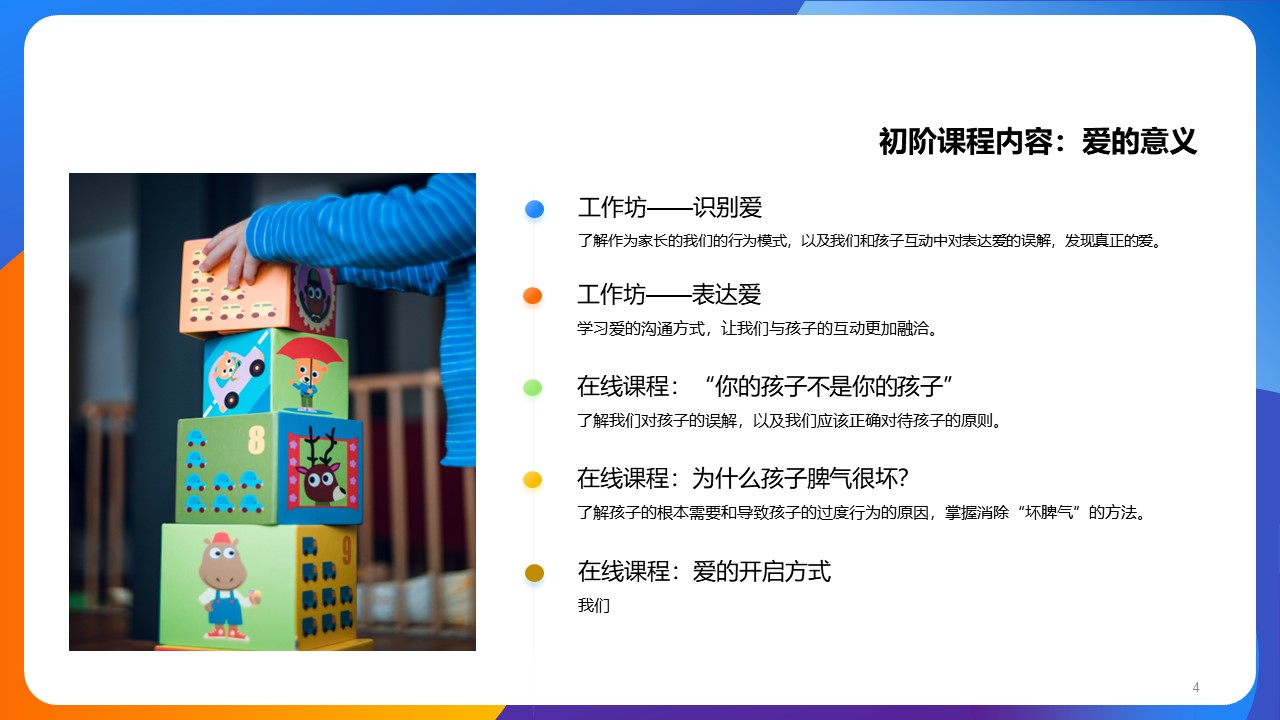 初阶课程内容：爱的意义
工作坊——识别爱
了解作为家长的我们的行为模式，以及我们和孩子互动中对表达爱的误解，发现真正的爱。
工作坊——表达爱
学习爱的沟通方式，让我们与孩子的互动更加融洽。
在线课程：“你的孩子不是你的孩子”
了解我们对孩子的误解，以及我们应该正确对待孩子的原则。
在线课程：为什么孩子脾气很坏？
了解孩子的根本需要和导致孩子的过度行为的原因，掌握消除“坏脾气”的方法。
在线课程：爱的开启方式
我们
8
9
4